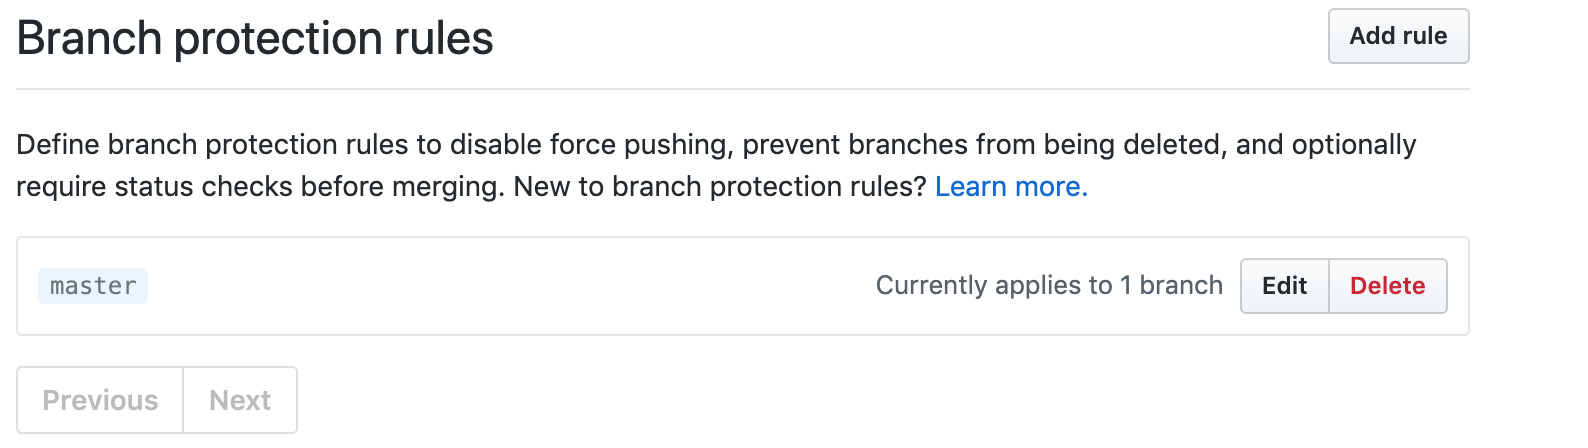 Branch protection rules
Add rule
Define branch protection rules to disable force pushing, prevent branches from being deleted, and optionally
require status checks before merging. New to branch protection rules? Learn more.
master
Currently applies to 1 branch
Edit
Delete
Previous
Next